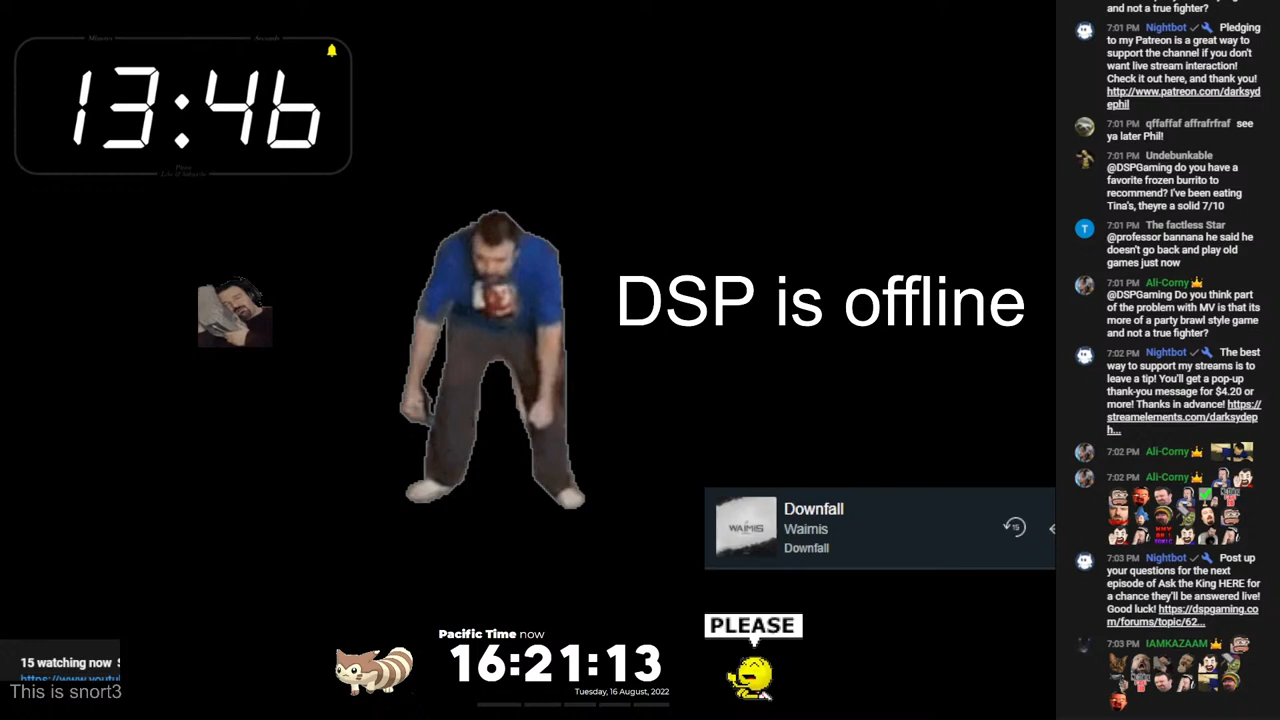 13:46
DSP is offline
Downfall
Waimis
Downfall
WAIMIS
15
PLEASE
Pacific Time now
16:21:13
Tuesday, 16 August, 2022
15 watching now
This is snort3
and not a true fighter?
7:01 PM Nightbot Pledging
to my Patreon is a great way to
support the channel if you don't
want live stream interaction!
Check it out here, and thank you!
http://www.patreon.com/darksyd
ephil
7:01 PM qffaffaf affrafrfraf see
ya later Phil!
7:01 PM Undebunkable
@DSPGaming do you have a
favorite frozen burrito to
recommend? I've been eating
Tina's, theyre a solid 7/10
T
7:01 PM The factless Star
@professor bannana he said he
doesn't go back and play old
games just now
7:01 PM Ali-Corny
@DSPGaming Do you think part
of the problem with MV is that its
more of a party brawl style game
and not a true fighter?
7:02 PM Nightbot The best
way to support my streams is to
leave a tip! You'll get a pop-up
thank-you message for $4.20 or
more! Thanks in advance! https://
streamelements.com/darksydep
h...
7:02 PM Ali-Corny
7:02 PM Ali-Corny
7:03 PM Nightbot Post up
your questions for the next
episode of Ask the King HERE for
a chance they'll be answered live!
Good luck! https://dspgaming.co
m/forums/topic/62...
7:03 PM IAMKAZAAM